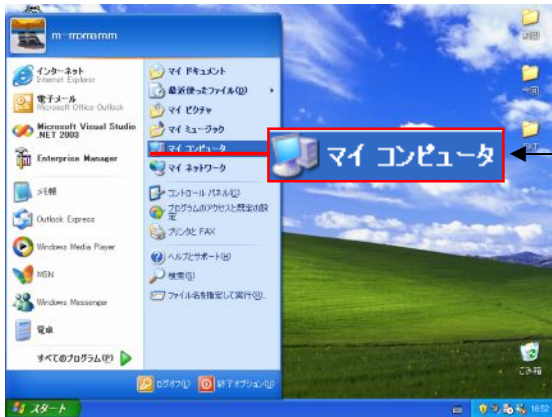 m-momamm
インターネット
Internet Explorer
電子メール
Microsoft Office Outlook
Microsoft Visual Studio
.NET 2003
Enterprise Manager
メモ帳
Outlook Express
Windows Media Player
MSN
Windows Messenger
電卓
すべてのプログラム(P)
マイ ドキュメント
最近使ったファイル(D)
マイ ピクチャ
マイ ミュージック
マイ コンピュータ
マイ ネットワーク
コントロール パネル(C)
プログラムのアクセスと既定の設
定
プリンタと FAX
ヘルプとサポート(H)
検索(S)
ファイル名を指定して実行(R)...
マイ コンピュータ
ログオフ(L)
終了オプション(U)
ごみ箱
スタート
16:52